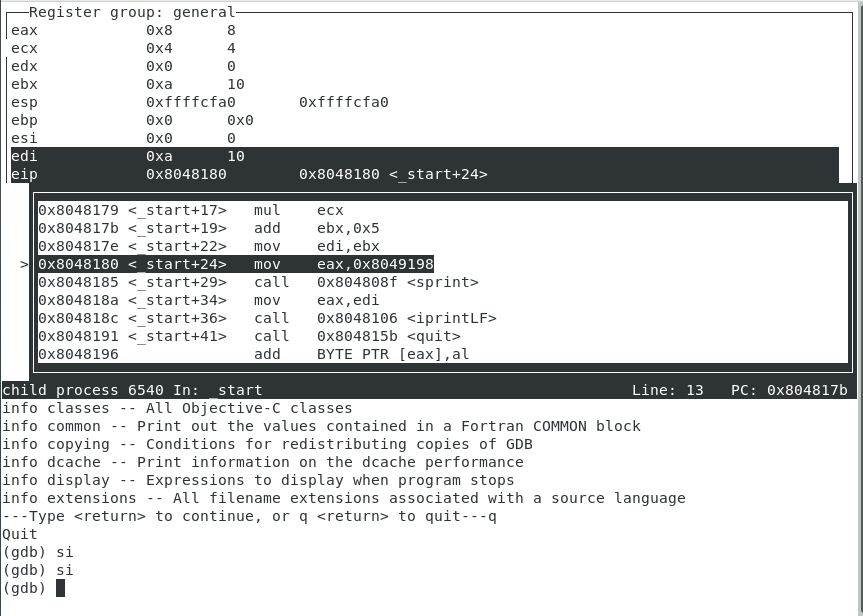 Register group: general
eax 0x8 8
ecx 0x4 4
edx 0x0 0
ebx 0xa 10
esp 0xffffcfa0 0xffffcfa0
ebp 0x0 0x0
esi 0x0 0
edi 0xa 10
eip 0x8048180 0x8048180 <_start+24>
0x8048179 <_start+17> mul ecx
0x804817b <_start+19> add ebx,0x5
0x804817e <_start+22> mov edi,ebx
> 0x8048180 <_start+24> mov eax,0x8049198
0x8048185 <_start+29> call 0x804808f <sprint>
0x804818a <_start+34> mov eax,edi
0x804818c <_start+36> call 0x8048106 <iprintLF>
0x8048191 <_start+41> call 0x804815b <quit>
0x8048196 add BYTE PTR [eax],al
child process 6540 In: _start Line: 13 PC: 0x804817b
info classes -- All Objective-C classes
info common -- Print out the values contained in a Fortran COMMON block
info copying -- Conditions for redistributing copies of GDB
info dcache -- Print information on the dcache performance
info display -- Expressions to display when program stops
info extensions -- All filename extensions associated with a source language
---Type <return> to continue, or q <return> to quit---q
Quit
(gdb) si
(gdb) si
(gdb)